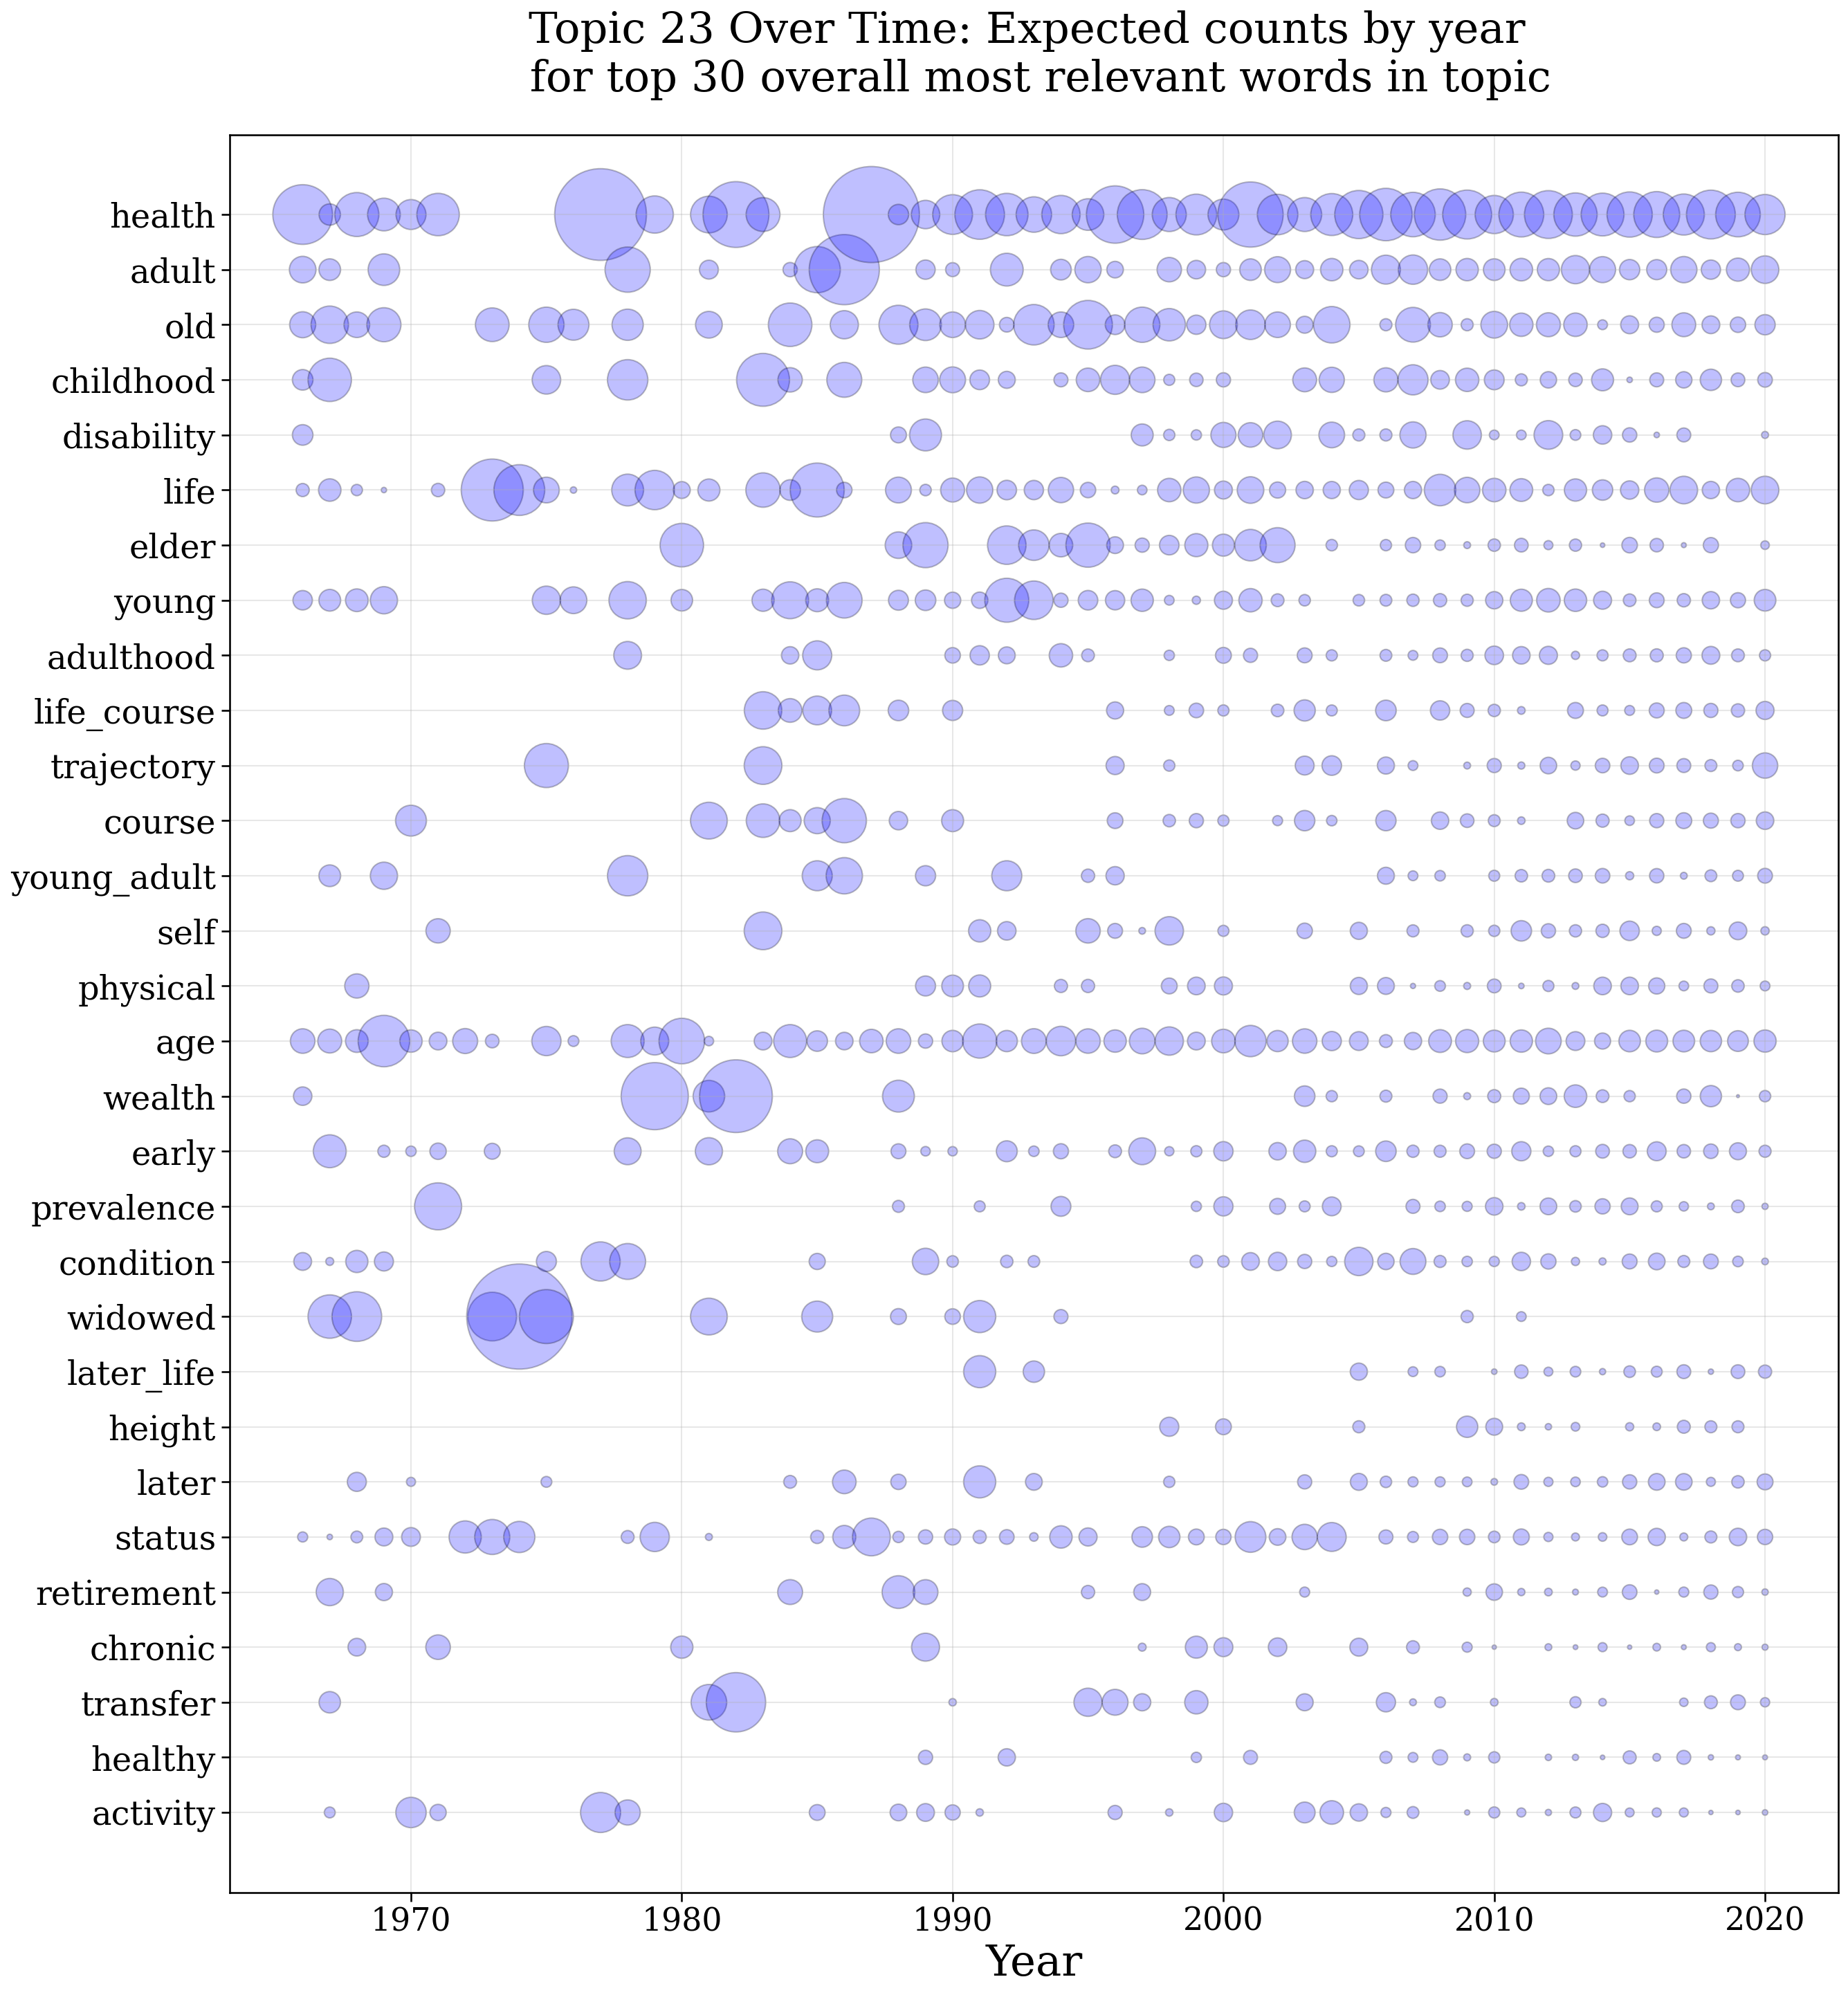 Topic 23 Over Time: Expected counts by year
for top 30 overall most relevant words in topic
health
adult
old
childhood
disability
life
elder
young
adulthood
life_course
trajectory
course
young_adult
self
physical
age
wealth
early
prevalence
condition
widowed
later_life
height
later
status
retirement
chronic
transfer
healthy
activity
1970 1980 1990 2000 2010 2020
Year